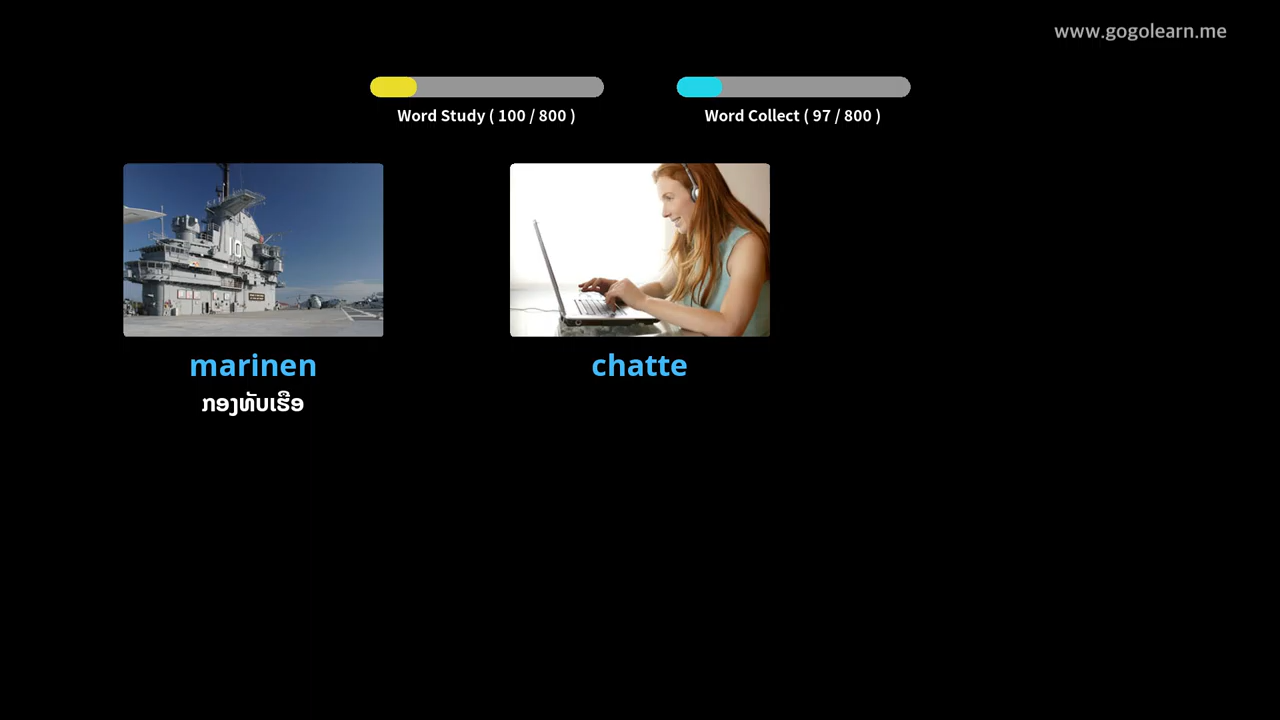 www.gogolearn.me
Word Study ( 100 / 800 )
Word Collect ( 97 / 800 )
10
marinen
chatte
ກອງທັບເຮືອ